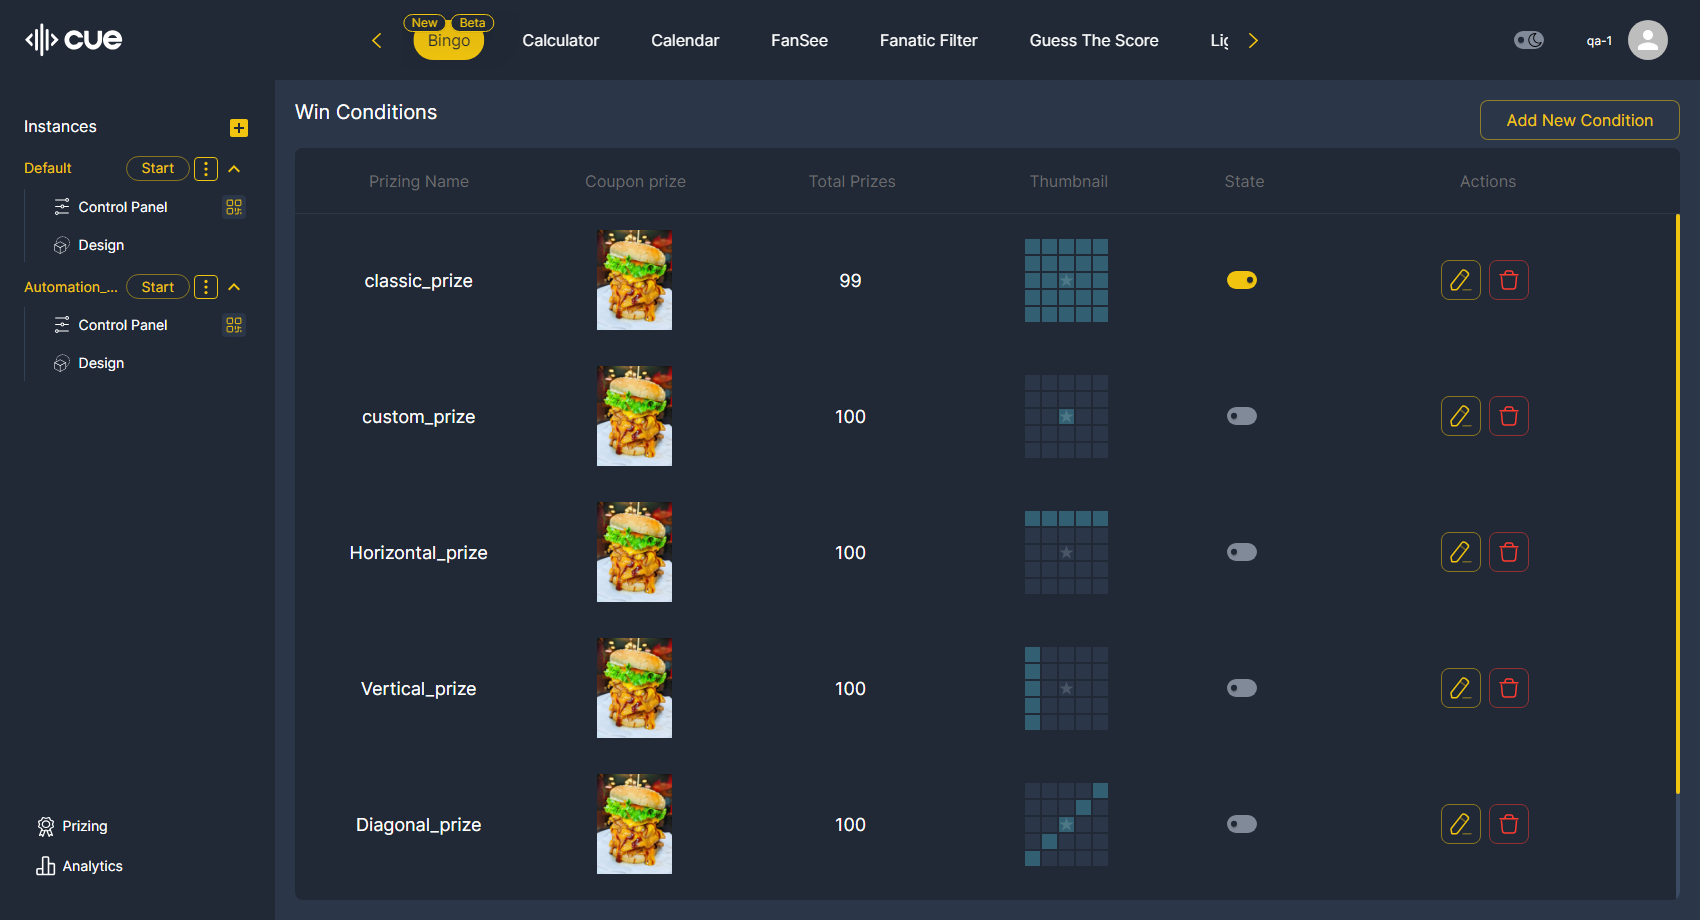 cue
New Beta
Bingo
Calculator
Calendar
FanSee
Fanatic Filter
Guess The Score
qa-1
Instances
Default
Start
Control Panel
Design
Automation_...
Start
Control Panel
Design
Prizing
Analytics
Win Conditions
Add New Condition
Prizing Name Coupon prize Total Prizes Thumbnail State Actions
classic_prize 99
custom_prize 100
Horizontal_prize 100
Vertical_prize 100
Diagonal_prize 100